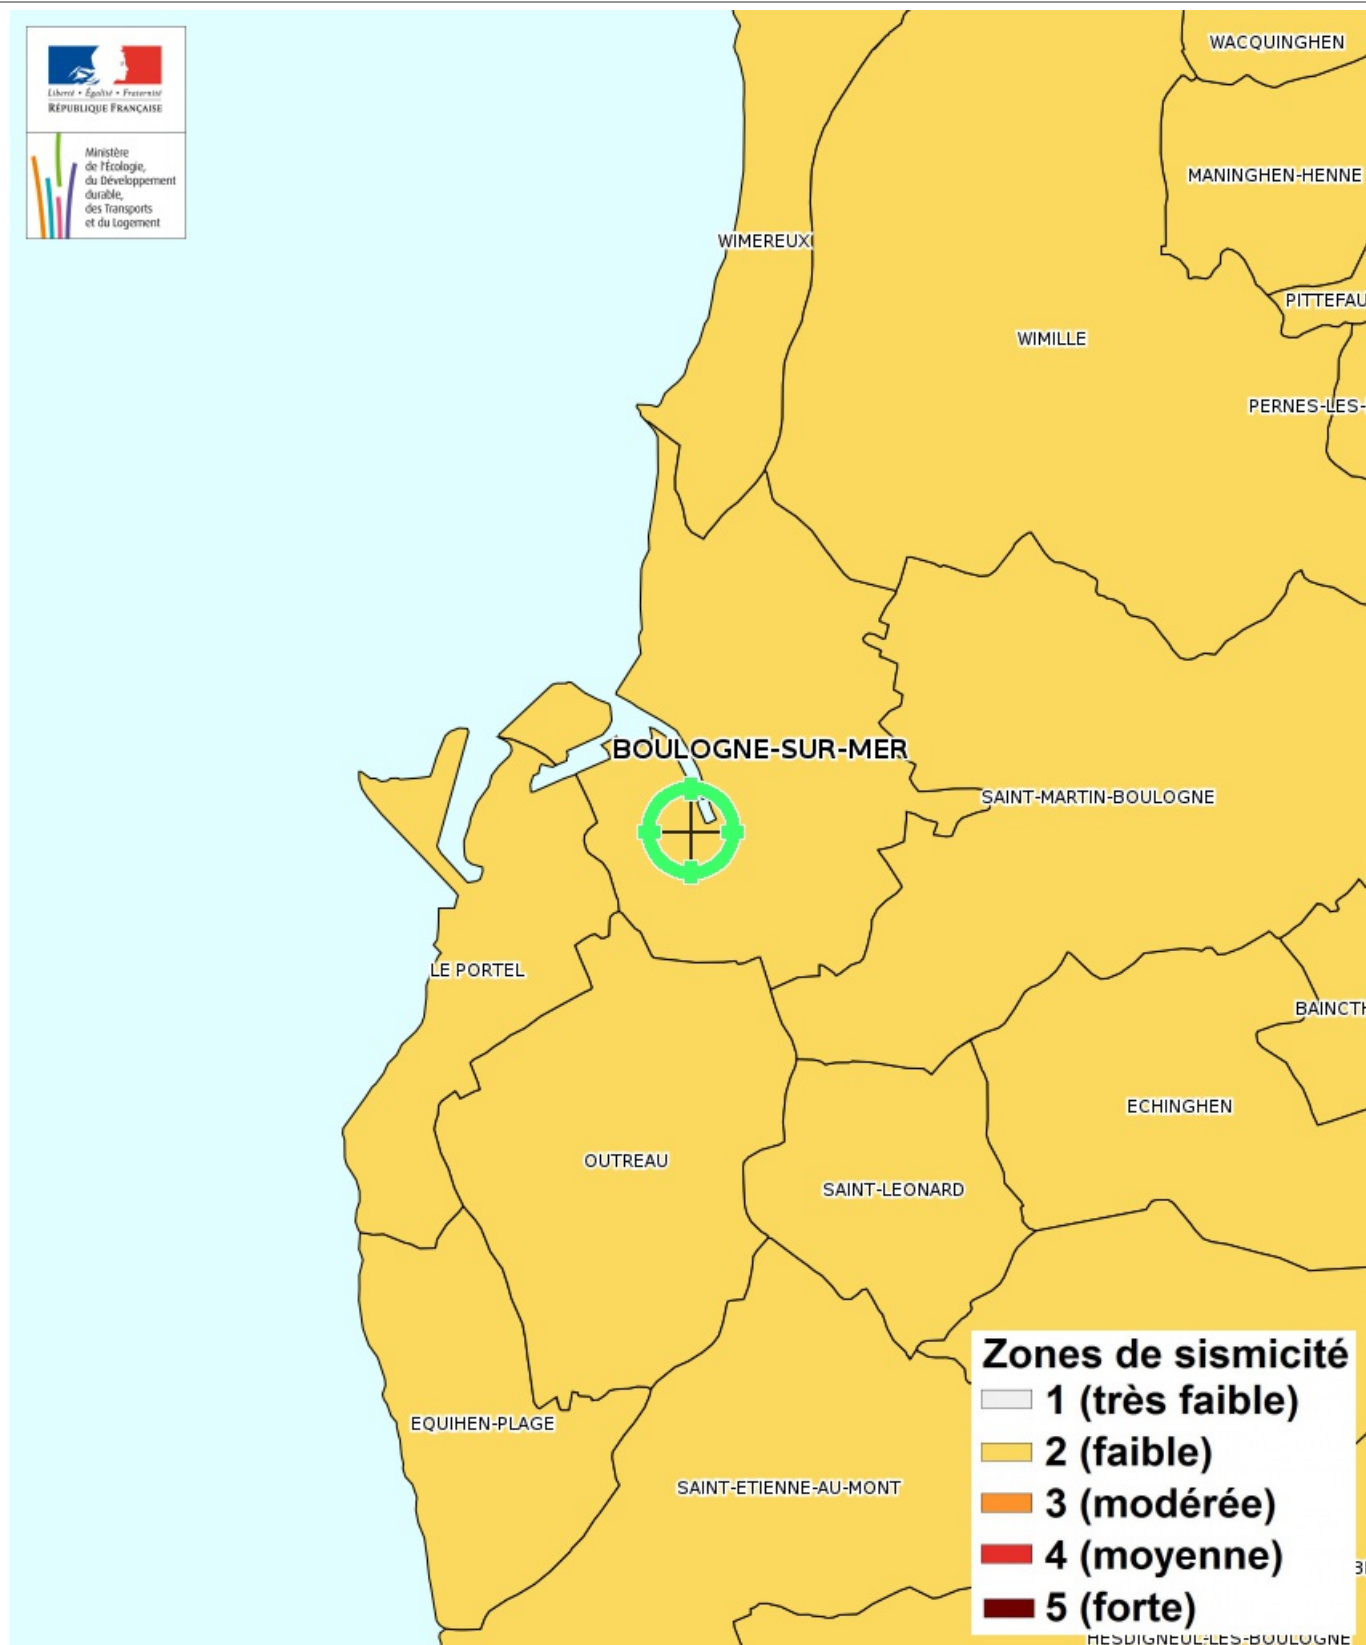 Liberté • Égalité • Fraternité
RÉPUBLIQUE FRANÇAISE
Ministère
de l'Écologie,
du Développement
durable,
des Transports
et du Logement
WACQUINGHEN
MANINGHEN-HENNE
WIMEREUX
PITTEFAU
WIMILLE
PERNES-LES-
BOULOGNE-SUR-MER
SAINT-MARTIN-BOULOGNE
LE PORTEL
BAINCTH
ECHINGHEN
OUTREAU
SAINT-LEONARD
EQUIHEN-PLAGE
SAINT-ETIENNE-AU-MONT
Zones de sismicité
1 (très faible)
2 (faible)
3 (modérée)
4 (moyenne)
5 (forte)
HESDIGNEUL-LES-BOULOGNE